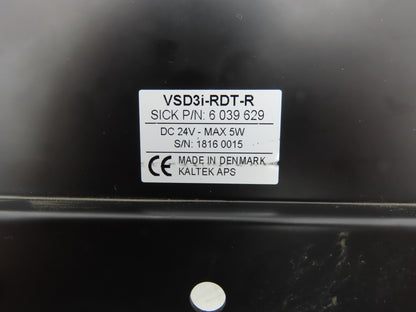 VSD3i-RDT-R
SICK P/N: 6 039 629
DC 24V - MAX 5W
S/N: 1816 0015
CE MADE IN DENMARK
KALTEK APS